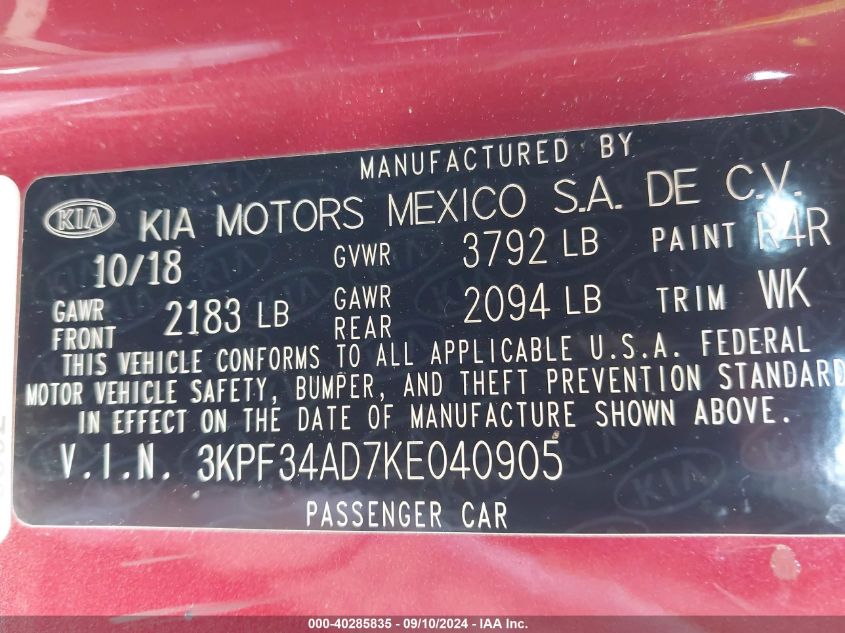 MANUFACTURED BY
KIA KIA MOTORS MEXICO S.A. DE C.V.
10/18 GVWR 3792 LB PAINT R4R
GAWR FRONT 2183 LB GAWR REAR 2094 LB TRIM WK
THIS VEHICLE CONFORMS TO ALL APPLICABLE U.S.A. FEDERAL
MOTOR VEHICLE SAFETY, BUMPER, AND THEFT PREVENTION STANDARD
IN EFFECT ON THE DATE OF MANUFACTURE SHOWN ABOVE.
V.I.N. 3KPF34AD7KE040905
PASSENGER CAR
000-40285835 - 09/10/2024 - IAA Inc.